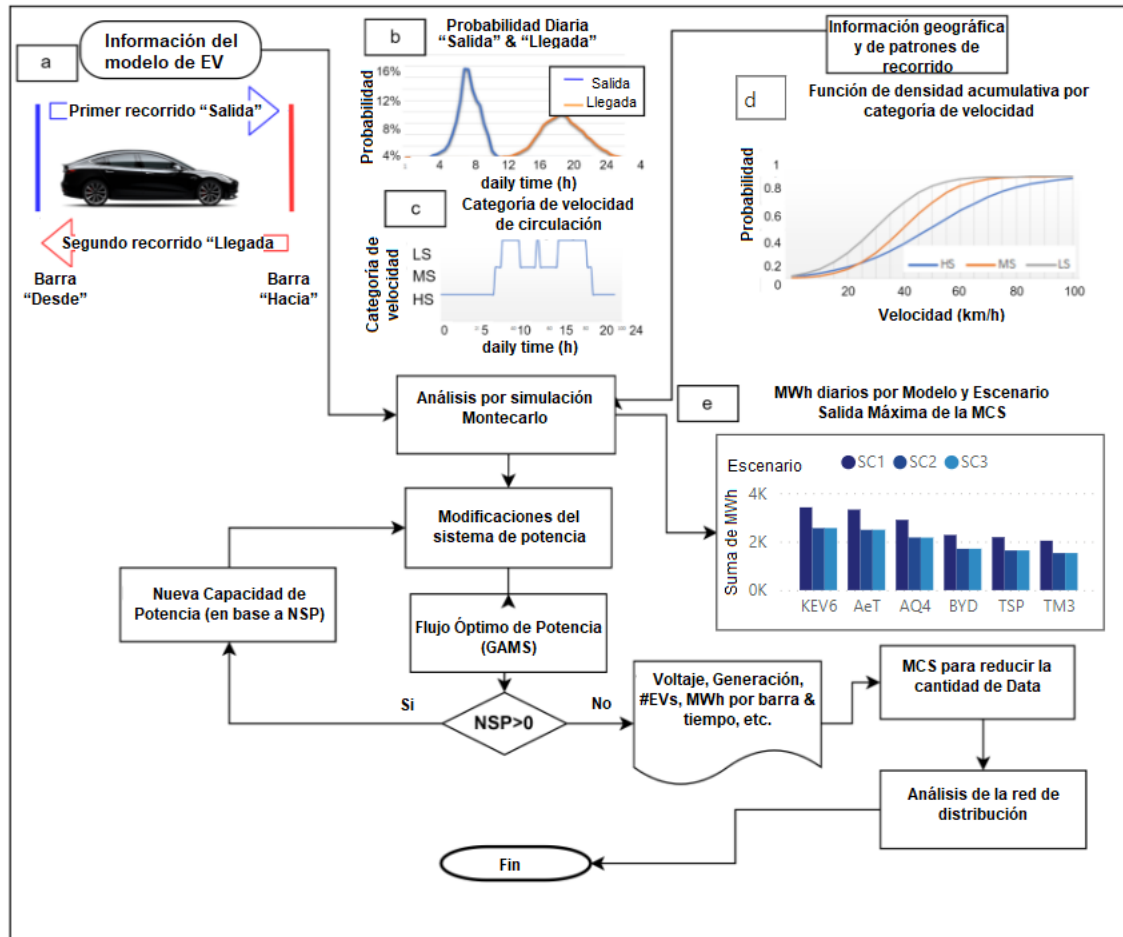 a
Información del
modelo de EV
Primer recorrido “Salida”
Segundo recorrido “Llegada
Barra
“Desde”
Barra
“Hacia”
b
Probabilidad Diaria
“Salida” & “Llegada”
Probabilidad
16%
12%
8%
4%
Salida
Llegada
4
8
12
16
20
24
4
daily time (h)
c
Categoría de velocidad
de circulación
Categoría de
velocidad
LS
MS
HS
0
5
10
15
20
24
daily time (h)
Información geográfica
y de patrones de
recorrido
d
Función de densidad acumulativa por
categoría de velocidad
Probabilidad
1
0.8
0.6
0.4
0.2
0
HS
MS
LS
20
40
60
80
100
Velocidad (km/h)
Análisis por simulación
Montecarlo
e
MWh diarios por Modelo y Escenario
Salida Máxima de la MCS
Escenario
SC1
SC2
SC3
Suma de MWh
4K
2K
0K
KEV6
AeT
AQ4
BYD
TSP
TM3
Modificaciones del
sistema de potencia
Nueva Capacidad de
Potencia (en base a NSP)
Flujo Óptimo de Potencia
(GAMS)
Si
NSP>0
No
Voltaje, Generación,
#EVs, MWh por barra &
tiempo, etc.
MCS para reducir la
cantidad de Data
Análisis de la red de
distribución
Fin